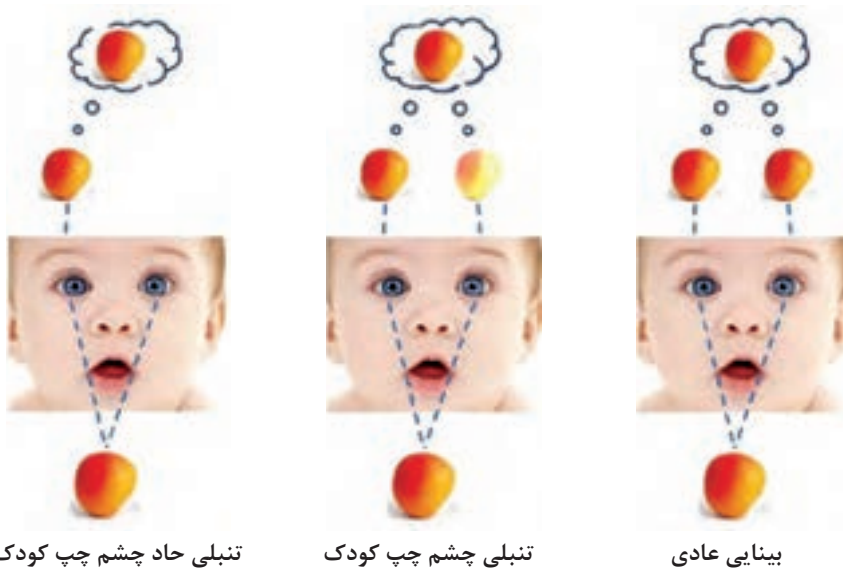 بینایی عادی
تنبلی چشم چپ کودک
تنبلی حاد چشم چپ کودک